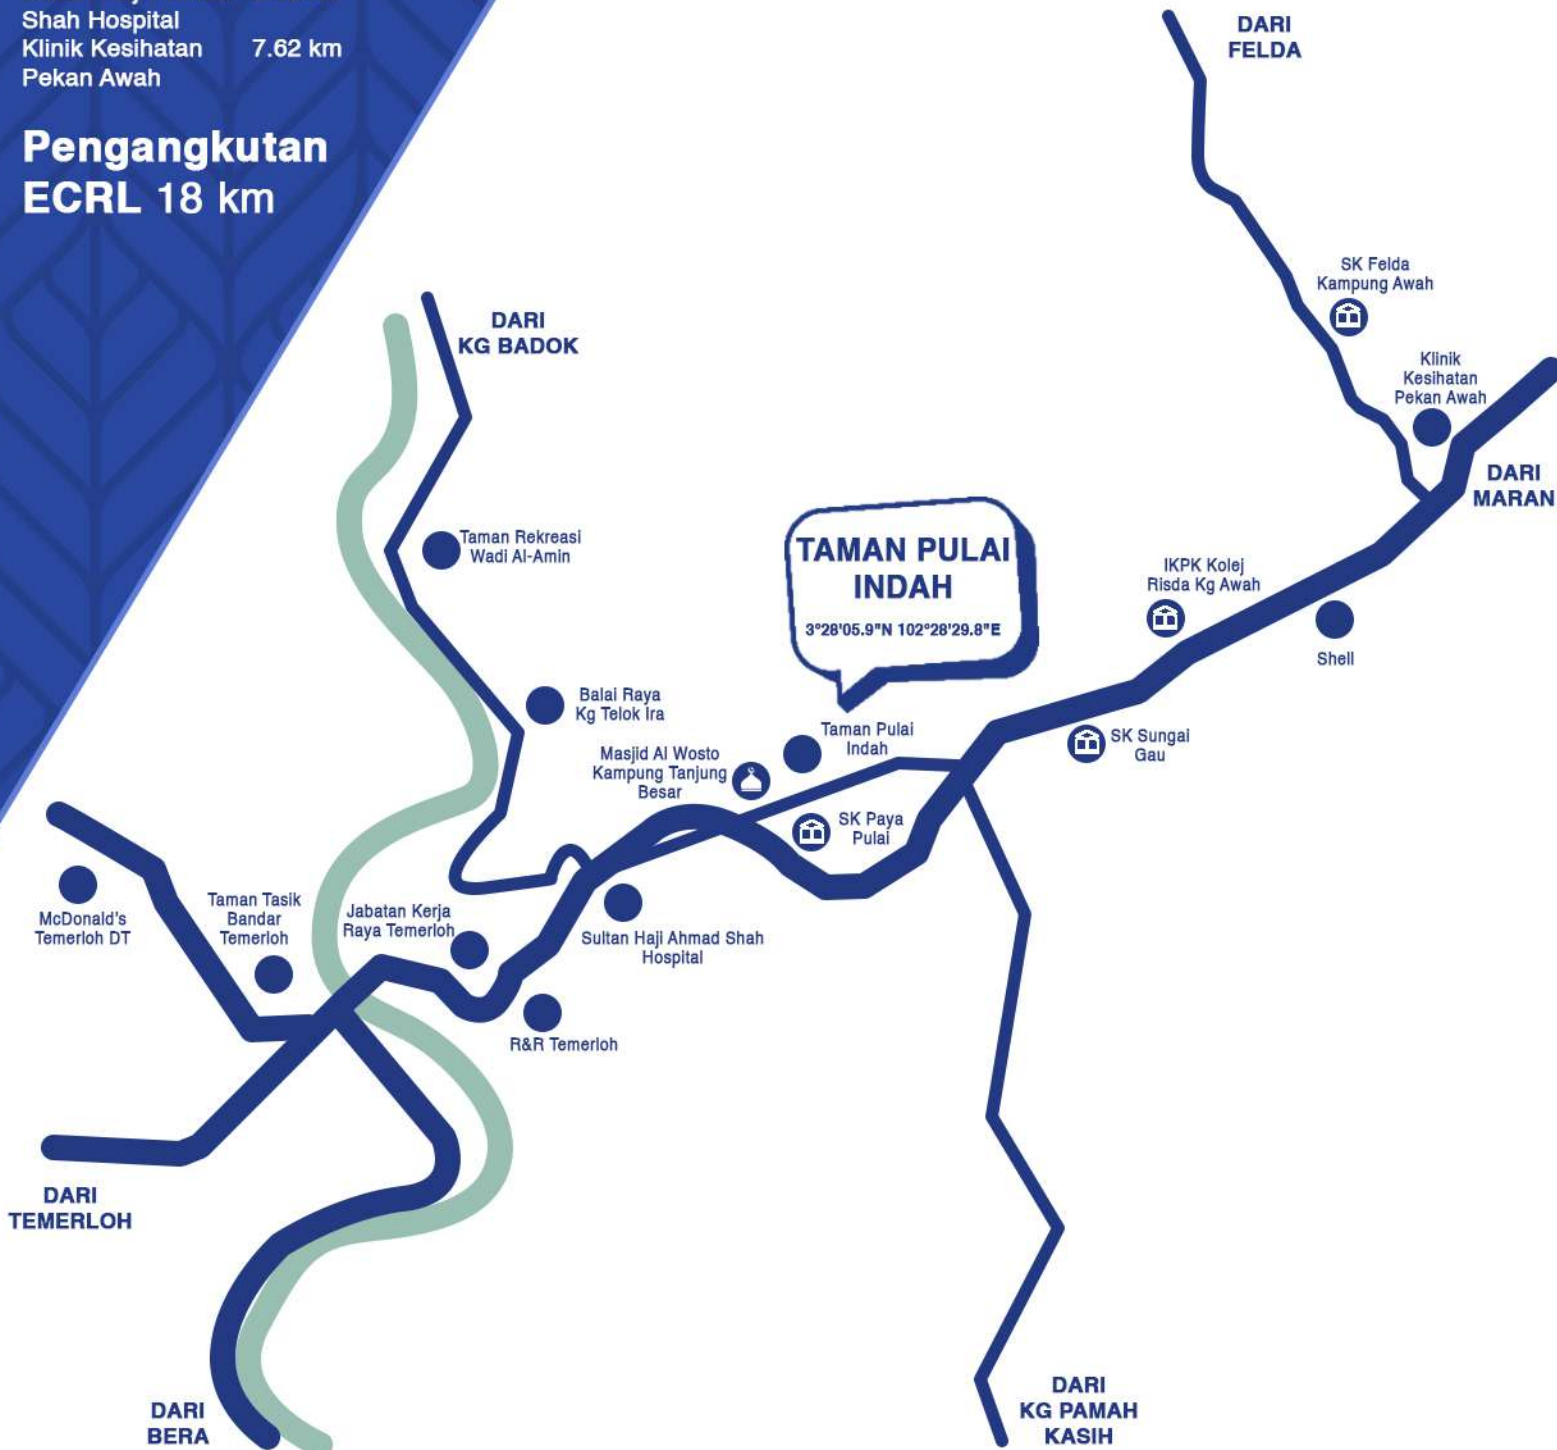 Shah Hospital
Klinik Kesihatan 7.62 km
Pekan Awah
Pengangkutan
ECRL 18 km
DARI
FELDA
SK Felda
Kampung Awah
Klinik
Kesihatan
Pekan Awah
DARI
MARAN
DARI
KG BADOK
Taman Rekreasi
Wadi Al-Amin
TAMAN PULAI
INDAH
3°28'05.9"N 102°28'29.8"E
IKPK Kolej
Risda Kg Awah
Shell
Balai Raya
Kg Telok Ira
Taman Pulai
Indah
SK Sungai
Gau
Masjid Al Wosto
Kampung Tanjung
Besar
SK Paya
Pulai
McDonald's
Temerloh DT
Taman Tasik
Bandar
Temerloh
Jabatan Kerja
Raya Temerloh
Sultan Haji Ahmad Shah
Hospital
R&R Temerloh
DARI
TEMERLOH
DARI
BERA
DARI
KG PAMAH
KASIH